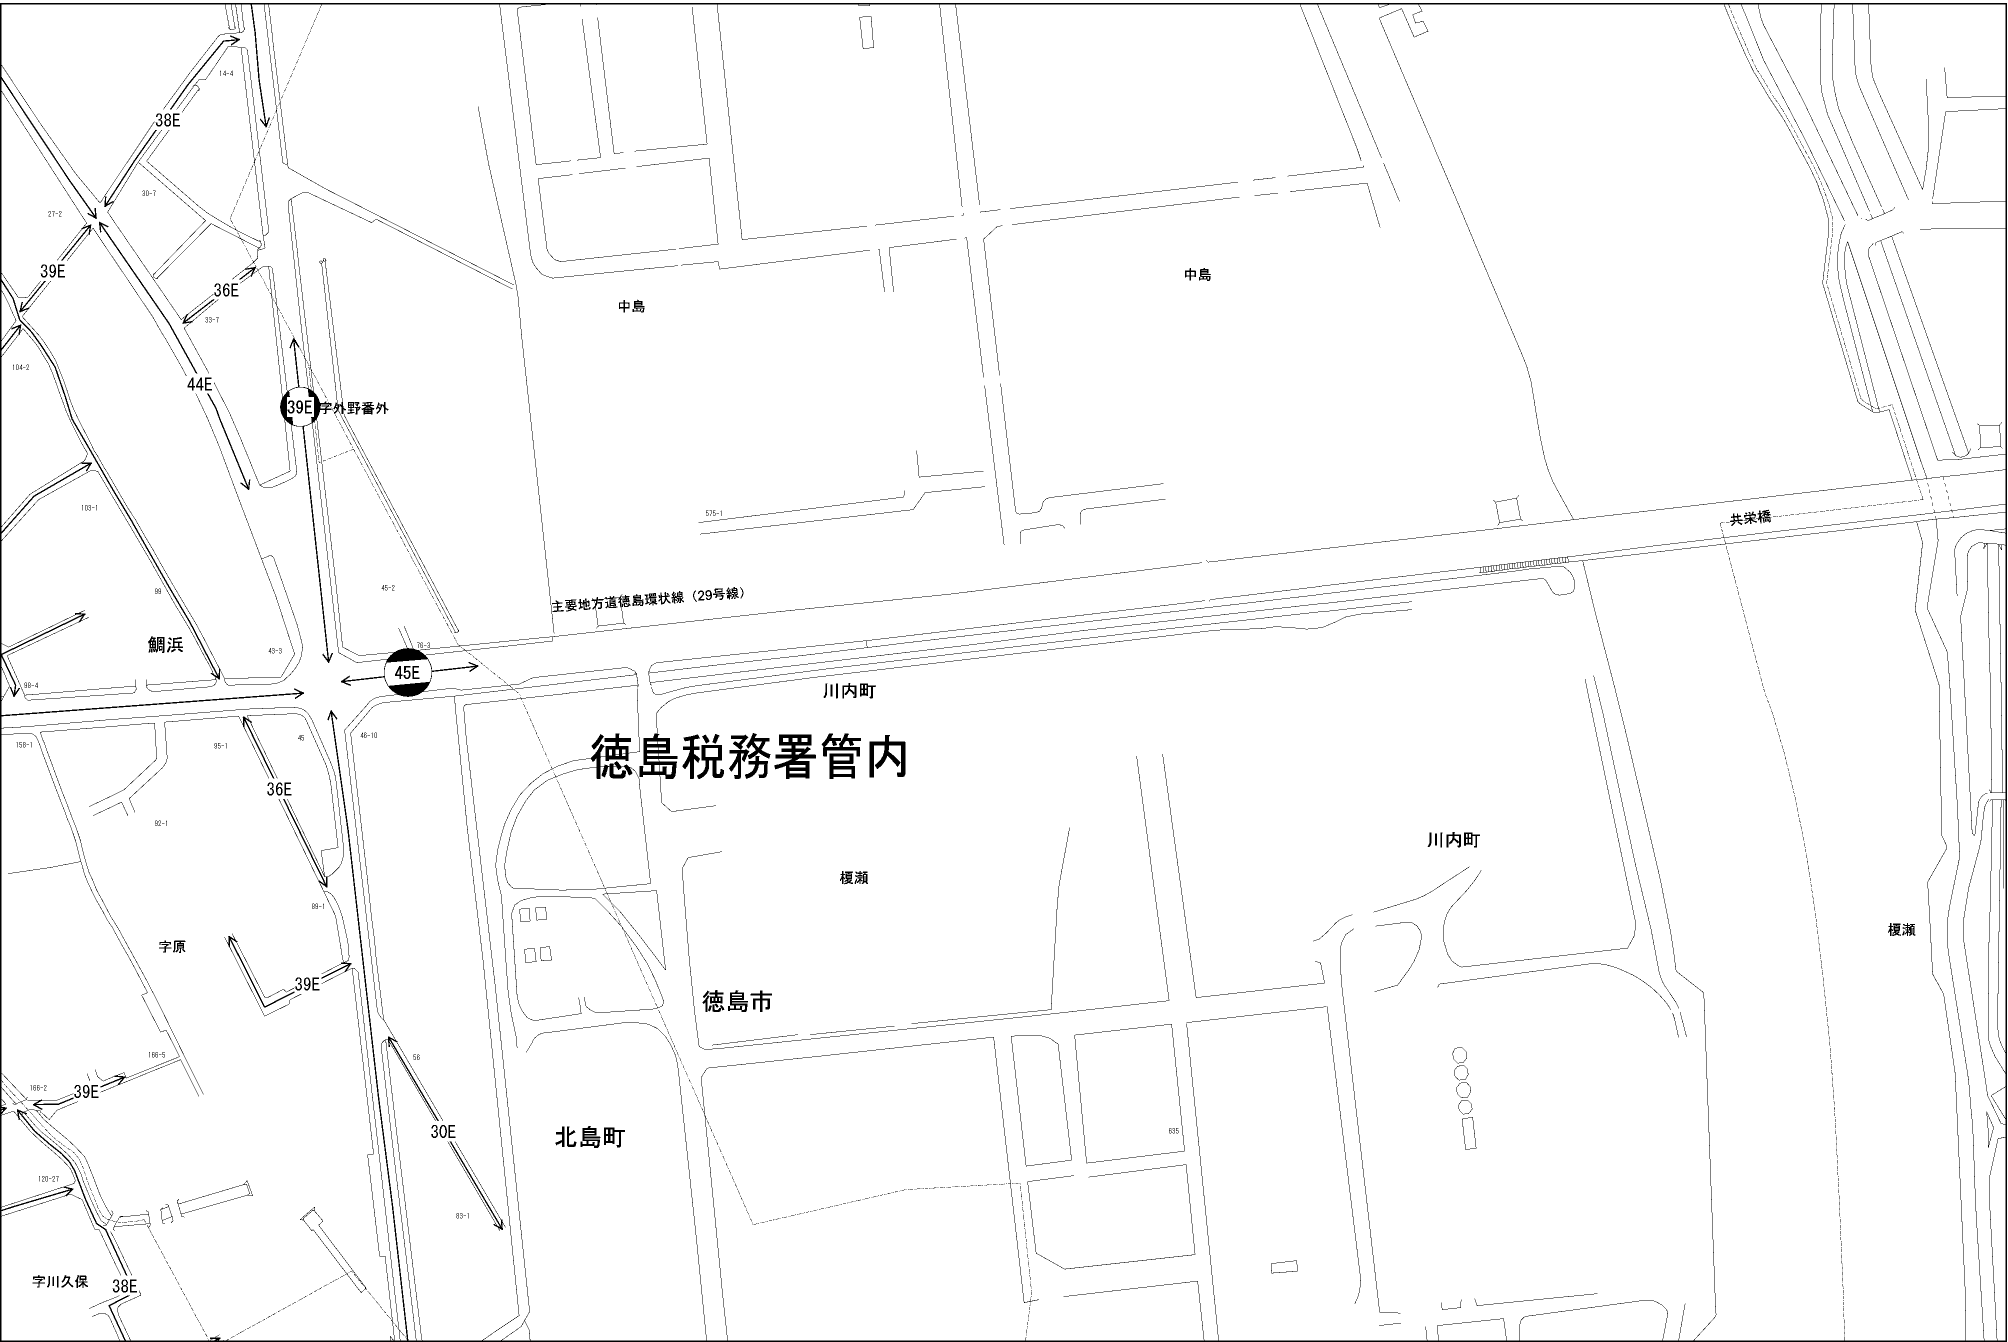 14-4
38E
30-7
27-2
39E
36E
33-7
中島
中島
104-2
44E
39E
字外野番外
103-1
575-1
共栄橋
99
45-2
主要地方道徳島環状線（29号線）
鯛浜
43-3
76-3
45E
98-4
川内町
158-1
95-1
45
46-10
徳島税務署管内
36E
92-1
川内町
榎瀬
89-1
字原
榎瀬
39E
徳島市
166-5
56
166-2
39E
30E
北島町
635
120-27
83-1
字川久保
38E